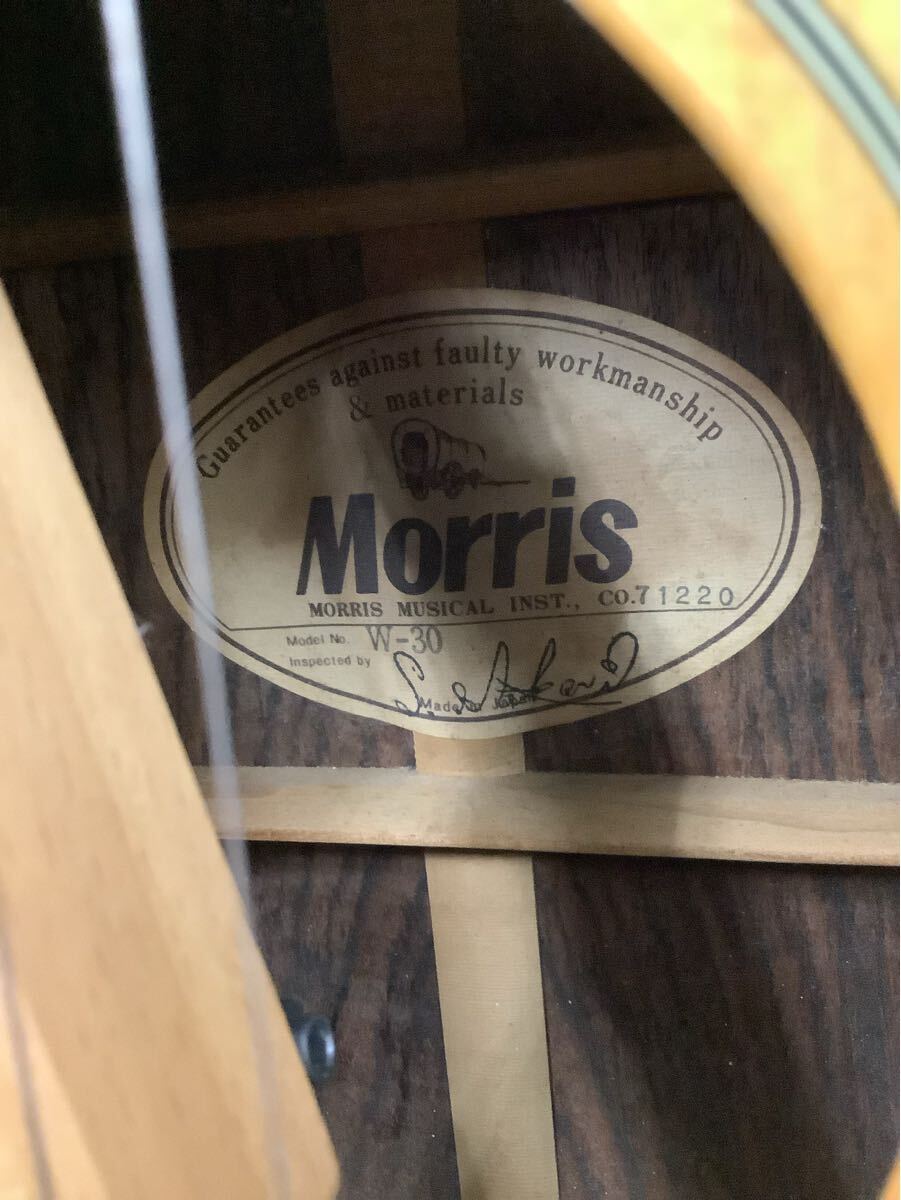 Guarantees against faulty workmanship
& materials
Morris
MORRIS MUSICAL INST., CO. 71220
Model No. W-30
Inspected by
Made in Japan